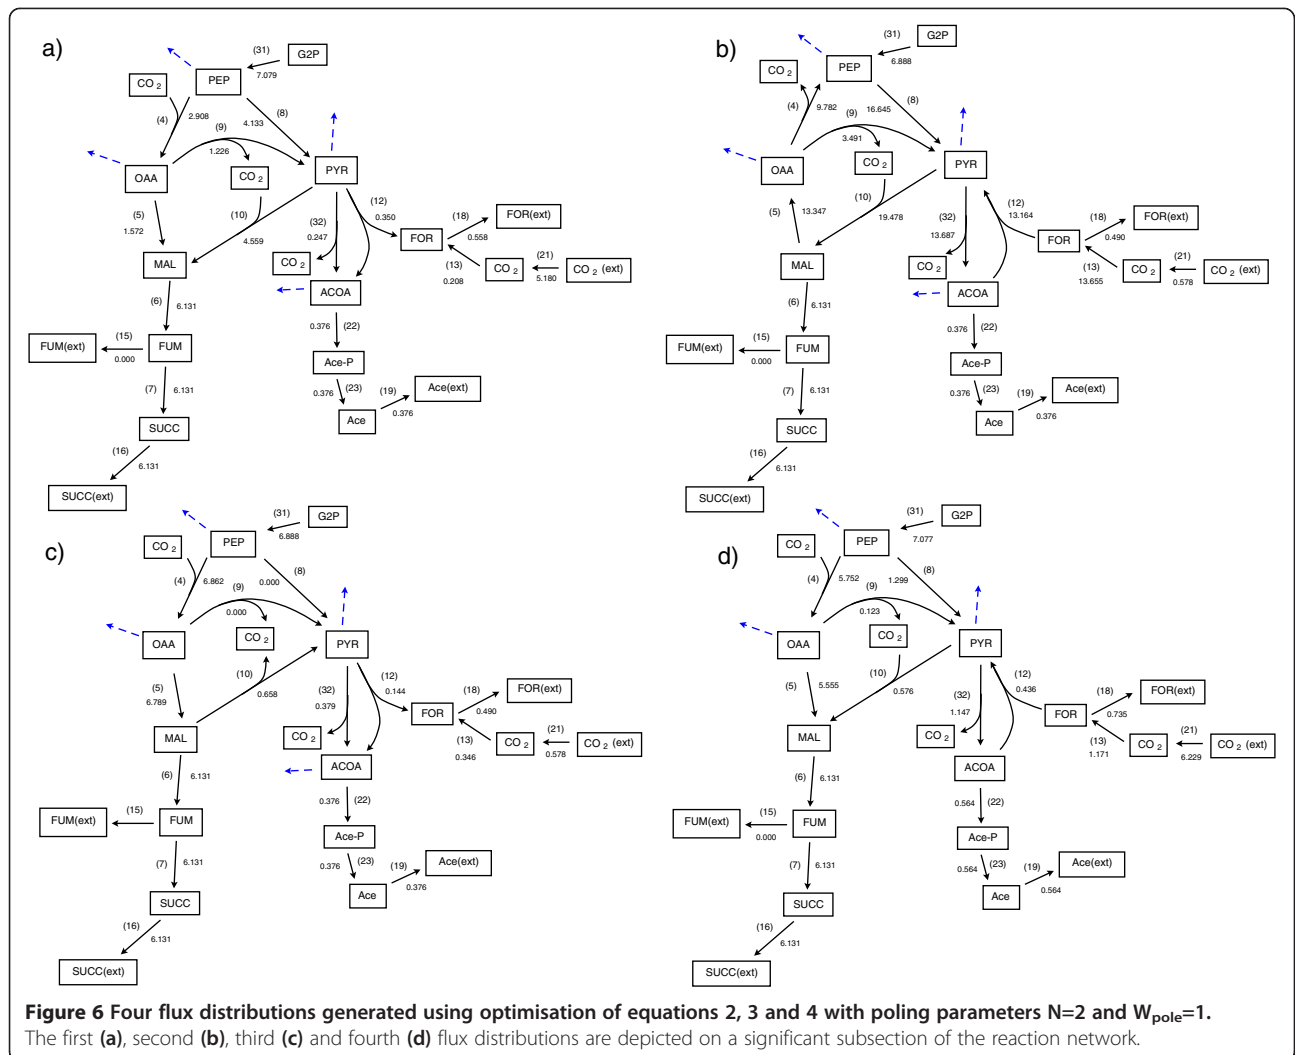 a)
(31)
G2P
7.079
PEP
CO 2
(8)
(4)
2.908
4.133
(9)
1.226
OAA
CO 2
PYR
(5)
1.572
(10)
4.559
(12)
0.350
(32)
0.247
(18)
FOR(ext)
0.558
FOR
(13)
0.208
CO 2
(21)
5.180
CO 2 (ext)
MAL
CO 2
ACOA
(6)
6.131
0.376
(22)
FUM(ext)
(15)
0.000
FUM
Ace-P
(7)
6.131
0.376
(23)
(19)
Ace(ext)
0.376
Ace
SUCC
(16)
6.131
SUCC(ext)
b)
(31)
G2P
6.888
PEP
CO 2
(8)
(4)
9.782
16.645
(9)
3.491
OAA
CO 2
PYR
(5)
13.347
(10)
19.478
(12)
13.164
(32)
13.687
(18)
FOR(ext)
0.490
FOR
(13)
13.655
CO 2
(21)
0.578
CO 2 (ext)
MAL
CO 2
ACOA
(6)
6.131
0.376
(22)
FUM(ext)
(15)
0.000
FUM
Ace-P
(7)
6.131
0.376
(23)
(19)
Ace(ext)
0.376
Ace
SUCC
(16)
6.131
SUCC(ext)
c)
(31)
G2P
6.888
PEP
CO 2
(8)
(4)
6.862
0.000
(9)
0.000
OAA
CO 2
PYR
(5)
6.789
(10)
0.658
(12)
0.144
(32)
0.379
(18)
FOR(ext)
0.490
FOR
(13)
0.346
CO 2
(21)
0.578
CO 2 (ext)
MAL
CO 2
ACOA
(6)
6.131
0.376
(22)
FUM(ext)
(15)
FUM
Ace-P
(7)
6.131
0.376
(23)
(19)
Ace(ext)
0.376
Ace
SUCC
(16)
6.131
SUCC(ext)
d)
(31)
G2P
7.077
PEP
CO 2
(8)
(4)
5.752
1.299
(9)
0.123
OAA
CO 2
PYR
(5)
5.555
(10)
0.576
(12)
0.436
(32)
1.147
(18)
FOR(ext)
0.735
FOR
(13)
1.171
CO 2
(21)
6.229
CO 2 (ext)
MAL
CO 2
ACOA
(6)
6.131
0.564
(22)
FUM(ext)
(15)
0.000
FUM
Ace-P
(7)
6.131
0.564
(23)
(19)
Ace(ext)
0.564
Ace
SUCC
(16)
6.131
SUCC(ext)
Figure 6 Four flux distributions generated using optimisation of equations 2, 3 and 4 with poling parameters N=2 and Wpole=1.
The first (a), second (b), third (c) and fourth (d) flux distributions are depicted on a significant subsection of the reaction network.